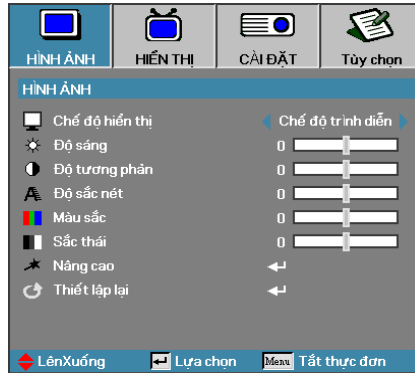 HÌNH ẢNH HIỂN THỊ CÀI ĐẶT Tùy chọn
HÌNH ẢNH
Chế độ hiển thị Chế độ trình diễn
Độ sáng 0
Độ tương phản 0
Độ sắc nét 0
Màu sắc 0
Sắc thái 0
Nâng cao
Thiết lập lại
LênXuống Lựa chọn Menu Tắt thực đơn